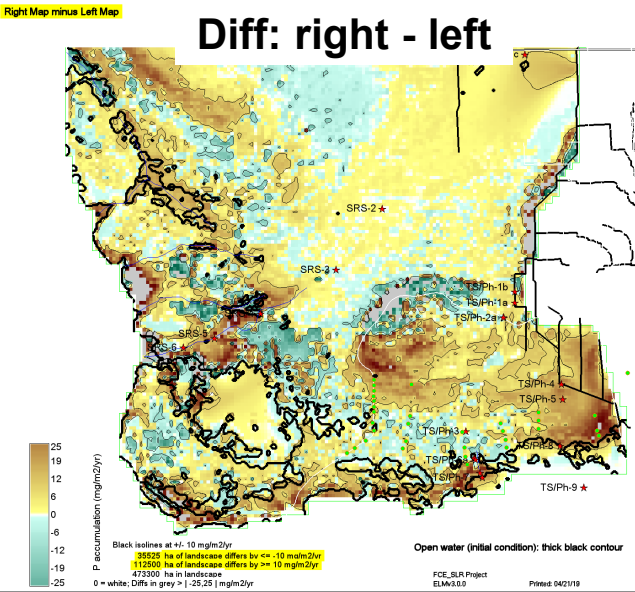 Right Map minus Left Map
Diff: right - left
SRS-2
SRS-3
TS/Ph-1b
TS/Ph-1a
TS/Ph-2a
SRS-5
SRS-6
TS/Ph-4
TS/Ph-5
TS/Ph-3
TS/Ph-8
TS/Ph-9
25
19
12
6
0
-6
-12
-19
-25
P accumulation (mg/m2/yr)
Black isolines at +/- 10 mg/m2/yr
35525 ha of landscape differs by <= -10 mg/m2/yr
112500 ha of landscape differs by >= 10 mg/m2/yr
473300 ha in landscape
0 = white; Diffs in grey > | -25,25 | mg/m2/yr)
Open water (initial condition): thick black contour
FCE_SLR Project
ELMv3.0.0
Printed: 04/21/19